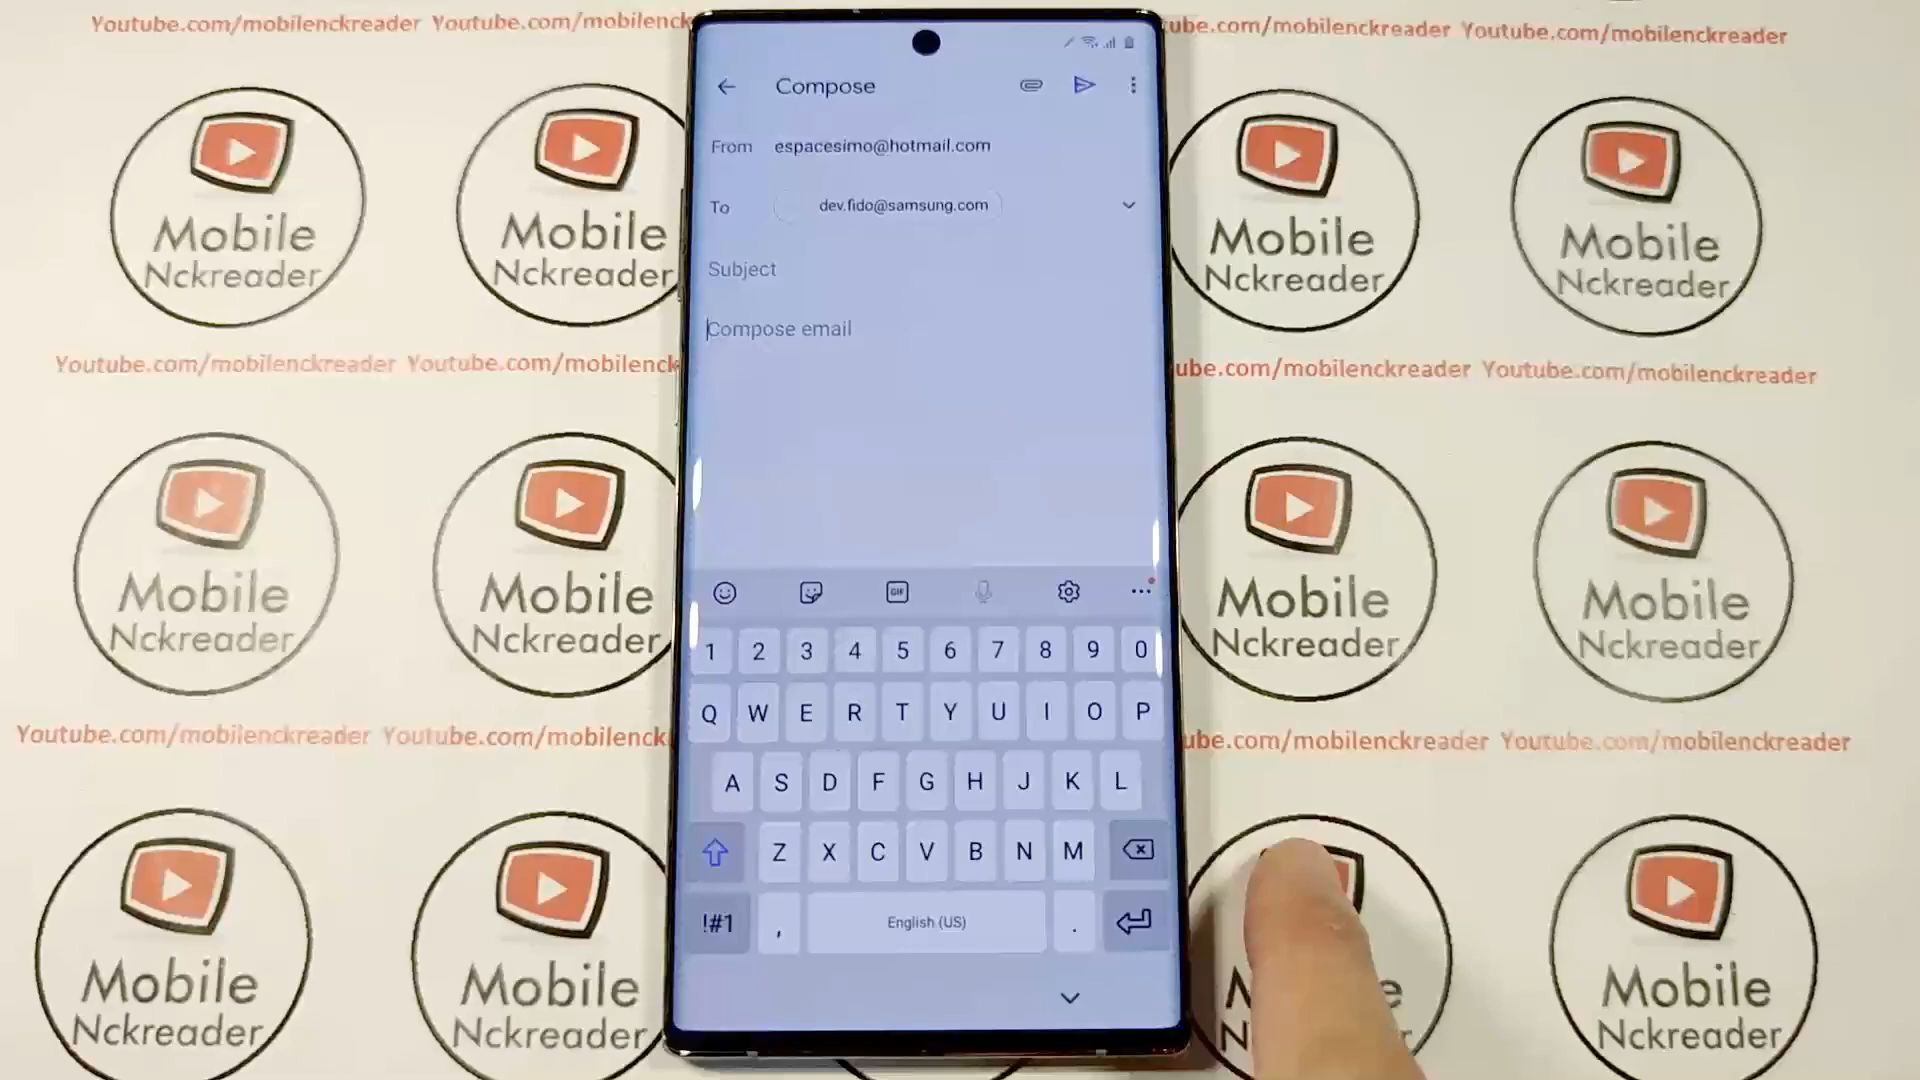 Youtube.com/mobilenckreader Youtube.com/mobilenck
ube.com/mobilenckreader Youtube.com/mobilenckreader
Compose
From espacesimo@hotmail.com
To dev.fido@samsung.com
Subject
Compose email
Mobile
Nckreader
Mobile
Nckreader
Mobile
Nckreader
Mobile
Nckreader
Youtube.com/mobilenckreader Youtube.com/mobilenck
ube.com/mobilenckreader Youtube.com/mobilenckreader
Mobile
Nckreader
Mobile
Nckreader
Mobile
Nckreader
Mobile
Nckreader
GIF
1 2 3 4 5 6 7 8 9 0
Q W E R T Y U I O P
A S D F G H J K L
Z X C V B N M
!#1 , English (US) .
Youtube.com/mobilenckreader Youtube.com/mobilenck
ube.com/mobilenckreader Youtube.com/mobilenckreader
Mobile
Nckreader
Mobile
Nckreader
M e
N r
Mobile
Nckreader